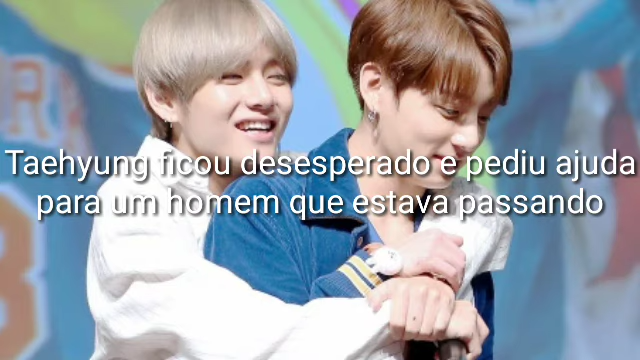 Taehyung ficou desesperado e pediu ajuda
para um homem que estava passando